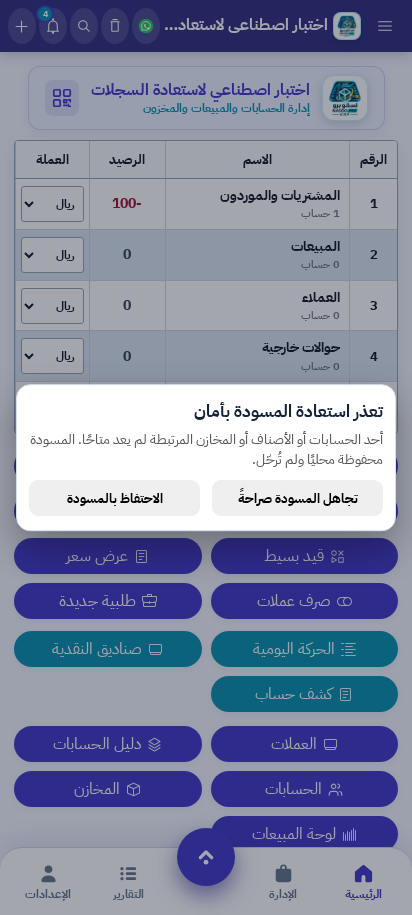 اختبار اصطناعي لاستعاد...
4
اختبار اصطناعي لاستعادة السجلات
إدارة الحسابات والمبيعات والمخزون
الرقم الاسم الرصيد العملة
1 المشتريات والموردون -100 ريال
1 حساب
2 المبيعات 0 ريال
0 حساب
3 العملاء 0 ريال
0 حساب
4 حوالات خارجية 0 ريال
0 حساب
تعذر استعادة المسودة بأمان
أحد الحسابات أو الأصناف أو المخازن المرتبطة لم يعد متاحًا. المسودة
محفوظة محليًا ولم تُرحّل.
تجاهل المسودة صراحةً
الاحتفاظ بالمسودة
قيد بسيط
عرض سعر
صرف عملات
طلبية جديدة
الحركة اليومية
صناديق النقدية
كشف حساب
العملات
دليل الحسابات
الحسابات
المخازن
لوحة المبيعات
الرئيسية
الإدارة
التقارير
الإعدادات